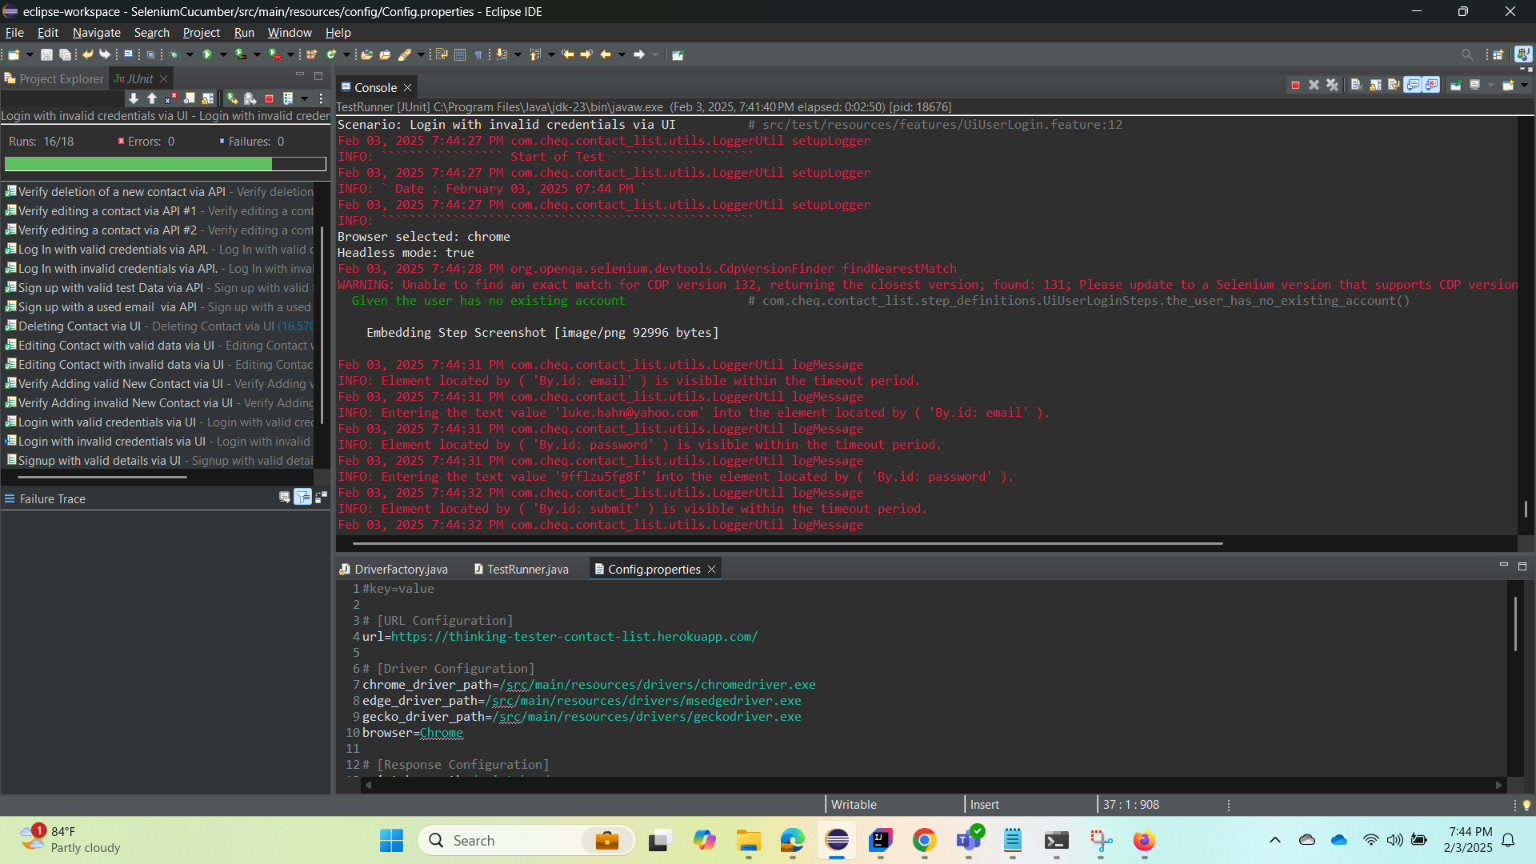 eclipse-workspace - SeleniumCucumber/src/main/resources/config/Config.properties - Eclipse IDE
File Edit Navigate Search Project Run Window Help
Project Explorer
JUnit
Console
TestRunner [JUnit] C:\Program Files\Java\jdk-23\bin\javaw.exe (Feb 3, 2025, 7:41:40 PM elapsed: 0:02:50) [pid: 18676]
Login with invalid credentials via UI - Login with invalid creder
Runs: 16/18 Errors: 0 Failures: 0
Verify deletion of a new contact via API - Verify deletion
Verify editing a contact via API #1 - Verify editing a cont
Verify editing a contact via API #2 - Verify editing a cont
Log In with valid credentials via API. - Log In with valid c
Log In with invalid credentials via API. - Log In with inva
Sign up with valid test Data via API - Sign up with valid
Sign up with a used email via API - Sign up with a used
Deleting Contact via UI - Deleting Contact via UI (16.570
Editing Contact with valid data via UI - Editing Contact v
Editing Contact with invalid data via UI - Editing Contac
Verify Adding valid New Contact via UI - Verify Adding v
Verify Adding invalid New Contact via UI - Verify Adding
Login with valid credentials via UI - Login with valid crec
Login with invalid credentials via UI - Login with invalid
Signup with valid details via UI - Signup with valid detai
Failure Trace
Scenario: Login with invalid credentials via UI # src/test/resources/features/UiUserLogin.feature:12
Feb 03, 2025 7:44:27 PM com.cheq.contact_list.utils.LoggerUtil setupLogger
INFO: ````````````````` Start of Test ````````````````````
Feb 03, 2025 7:44:27 PM com.cheq.contact_list.utils.LoggerUtil setupLogger
INFO: ` Date : February 03, 2025 07:44 PM `
Feb 03, 2025 7:44:27 PM com.cheq.contact_list.utils.LoggerUtil setupLogger
INFO: ````````````````````````````````````````````````````
Browser selected: chrome
Headless mode: true
Feb 03, 2025 7:44:28 PM org.openqa.selenium.devtools.CdpVersionFinder findNearestMatch
WARNING: Unable to find an exact match for CDP version 132, returning the closest version; found: 131; Please update to a Selenium version that supports CDP version
Given the user has no existing account # com.cheq.contact_list.step_definitions.UiUserLoginSteps.the_user_has_no_existing_account()
Embedding Step Screenshot [image/png 92996 bytes]
Feb 03, 2025 7:44:31 PM com.cheq.contact_list.utils.LoggerUtil logMessage
INFO: Element located by ( 'By.id: email' ) is visible within the timeout period.
Feb 03, 2025 7:44:31 PM com.cheq.contact_list.utils.LoggerUtil logMessage
INFO: Entering the text value 'luke.hahn@yahoo.com' into the element located by ( 'By.id: email' ).
Feb 03, 2025 7:44:31 PM com.cheq.contact_list.utils.LoggerUtil logMessage
INFO: Element located by ( 'By.id: password' ) is visible within the timeout period.
Feb 03, 2025 7:44:31 PM com.cheq.contact_list.utils.LoggerUtil logMessage
INFO: Entering the text value '9fflzu5fg8f' into the element located by ( 'By.id: password' ).
Feb 03, 2025 7:44:32 PM com.cheq.contact_list.utils.LoggerUtil logMessage
INFO: Element located by ( 'By.id: submit' ) is visible within the timeout period.
Feb 03, 2025 7:44:32 PM com.cheq.contact_list.utils.LoggerUtil logMessage
DriverFactory.java TestRunner.java Config.properties
1 #key=value
2
3 # [URL Configuration]
4 url=https://thinking-tester-contact-list.herokuapp.com/
5
6 # [Driver Configuration]
7 chrome_driver_path=/src/main/resources/drivers/chromedriver.exe
8 edge_driver_path=/src/main/resources/drivers/msedgedriver.exe
9 gecko_driver_path=/src/main/resources/drivers/geckodriver.exe
10 browser=Chrome
11
12 # [Response Configuration]
Writable Insert 37 : 1 : 908
1
84°F
Partly cloudy
Search
7:44 PM
2/3/2025